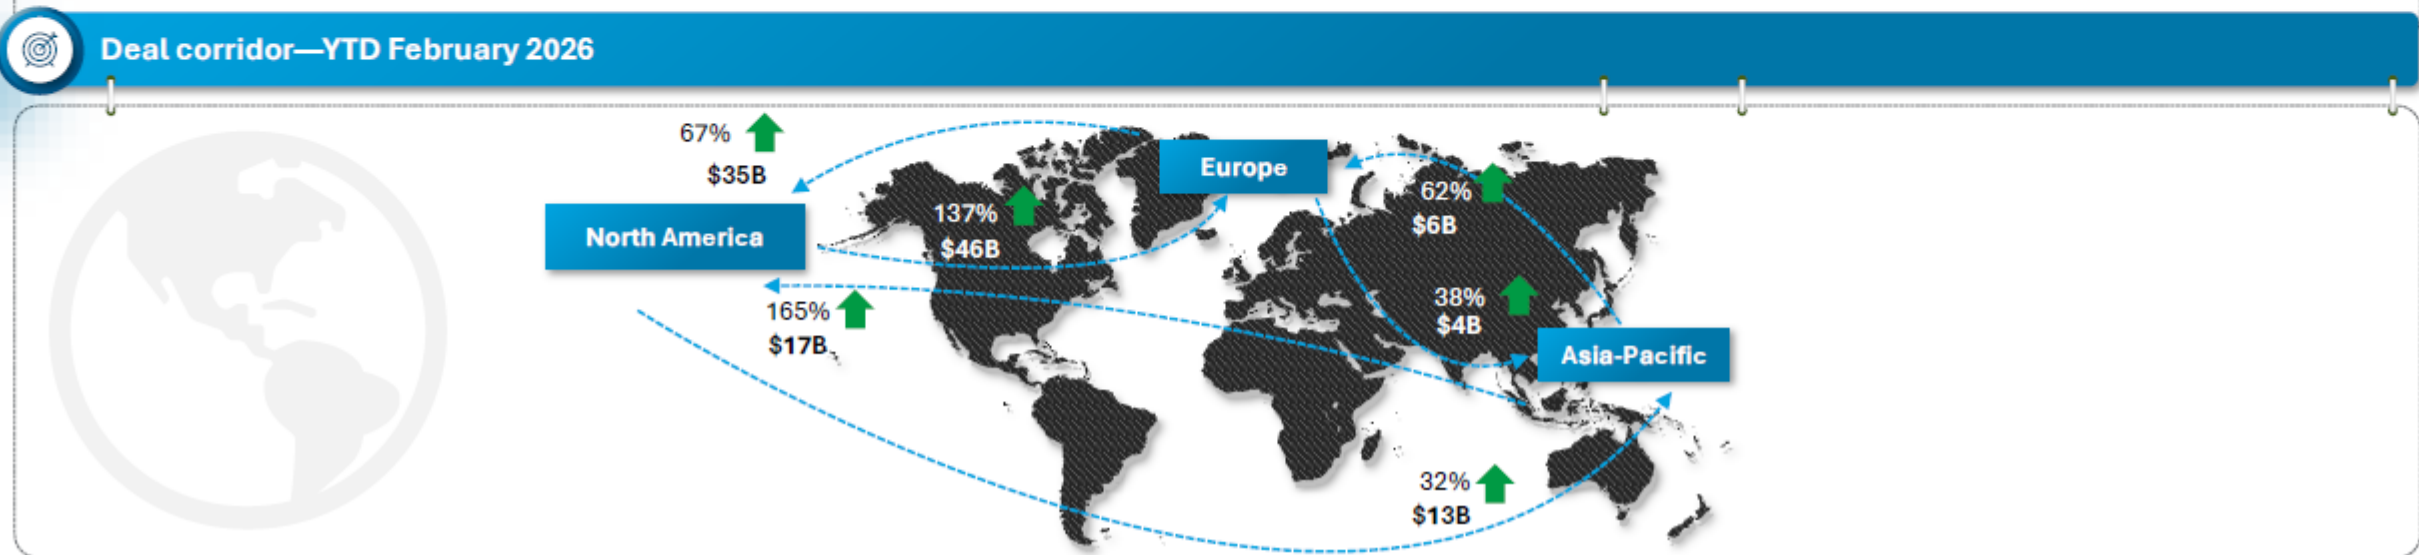 Deal corridor—YTD February 2026
67%
$35B
Europe
62%
$6B
137%
$46B
North America
165%
$17B
38%
$4B
Asia-Pacific
32%
$13B